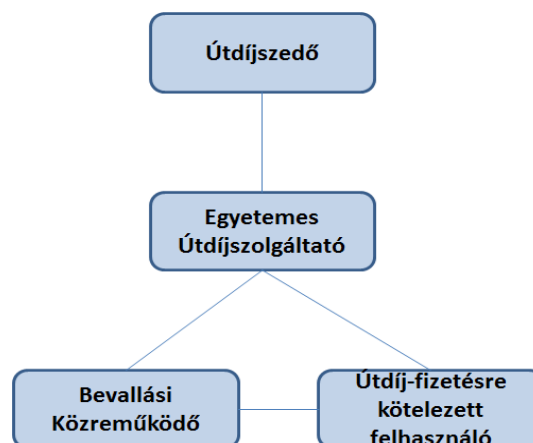 Útdíjszedő
Egyetemes
Útdíjszolgáltató
Bevallási
Közreműködő
Útdíj-fizetésre
kötelezett
felhasználó